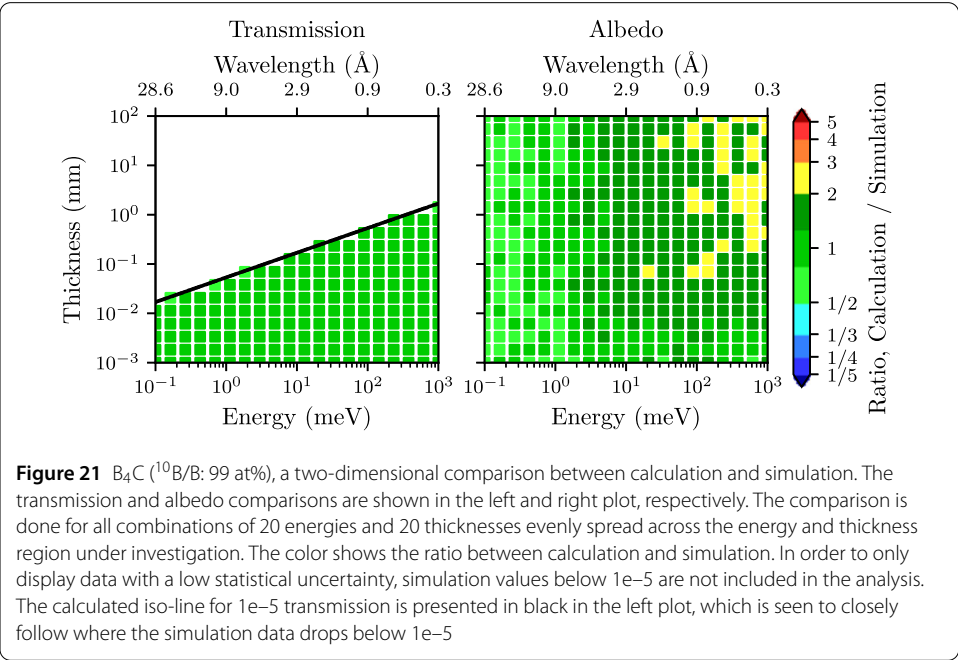 Transmission
Albedo
Wavelength (Å)
Wavelength (Å)
28.6 9.0 2.9 0.9 0.3
28.6 9.0 2.9 0.9 0.3
10² 10¹ 10⁰ 10⁻¹ 10⁻² 10⁻³
Thickness (mm)
10⁻¹ 10⁰ 10¹ 10² 10³
10⁻¹ 10⁰ 10¹ 10² 10³
Energy (meV)
Energy (meV)
5
4
3
2
1
1/2
1/3
1/4
1/5
Ratio, Calculation / Simulation
Figure 21 B₄C (¹⁰B/B: 99 at%), a two-dimensional comparison between calculation and simulation. The
transmission and albedo comparisons are shown in the left and right plot, respectively. The comparison is
done for all combinations of 20 energies and 20 thicknesses evenly spread across the energy and thickness
region under investigation. The color shows the ratio between calculation and simulation. In order to only
display data with a low statistical uncertainty, simulation values below 1e–5 are not included in the analysis.
The calculated iso-line for 1e–5 transmission is presented in black in the left plot, which is seen to closely
follow where the simulation data drops below 1e–5